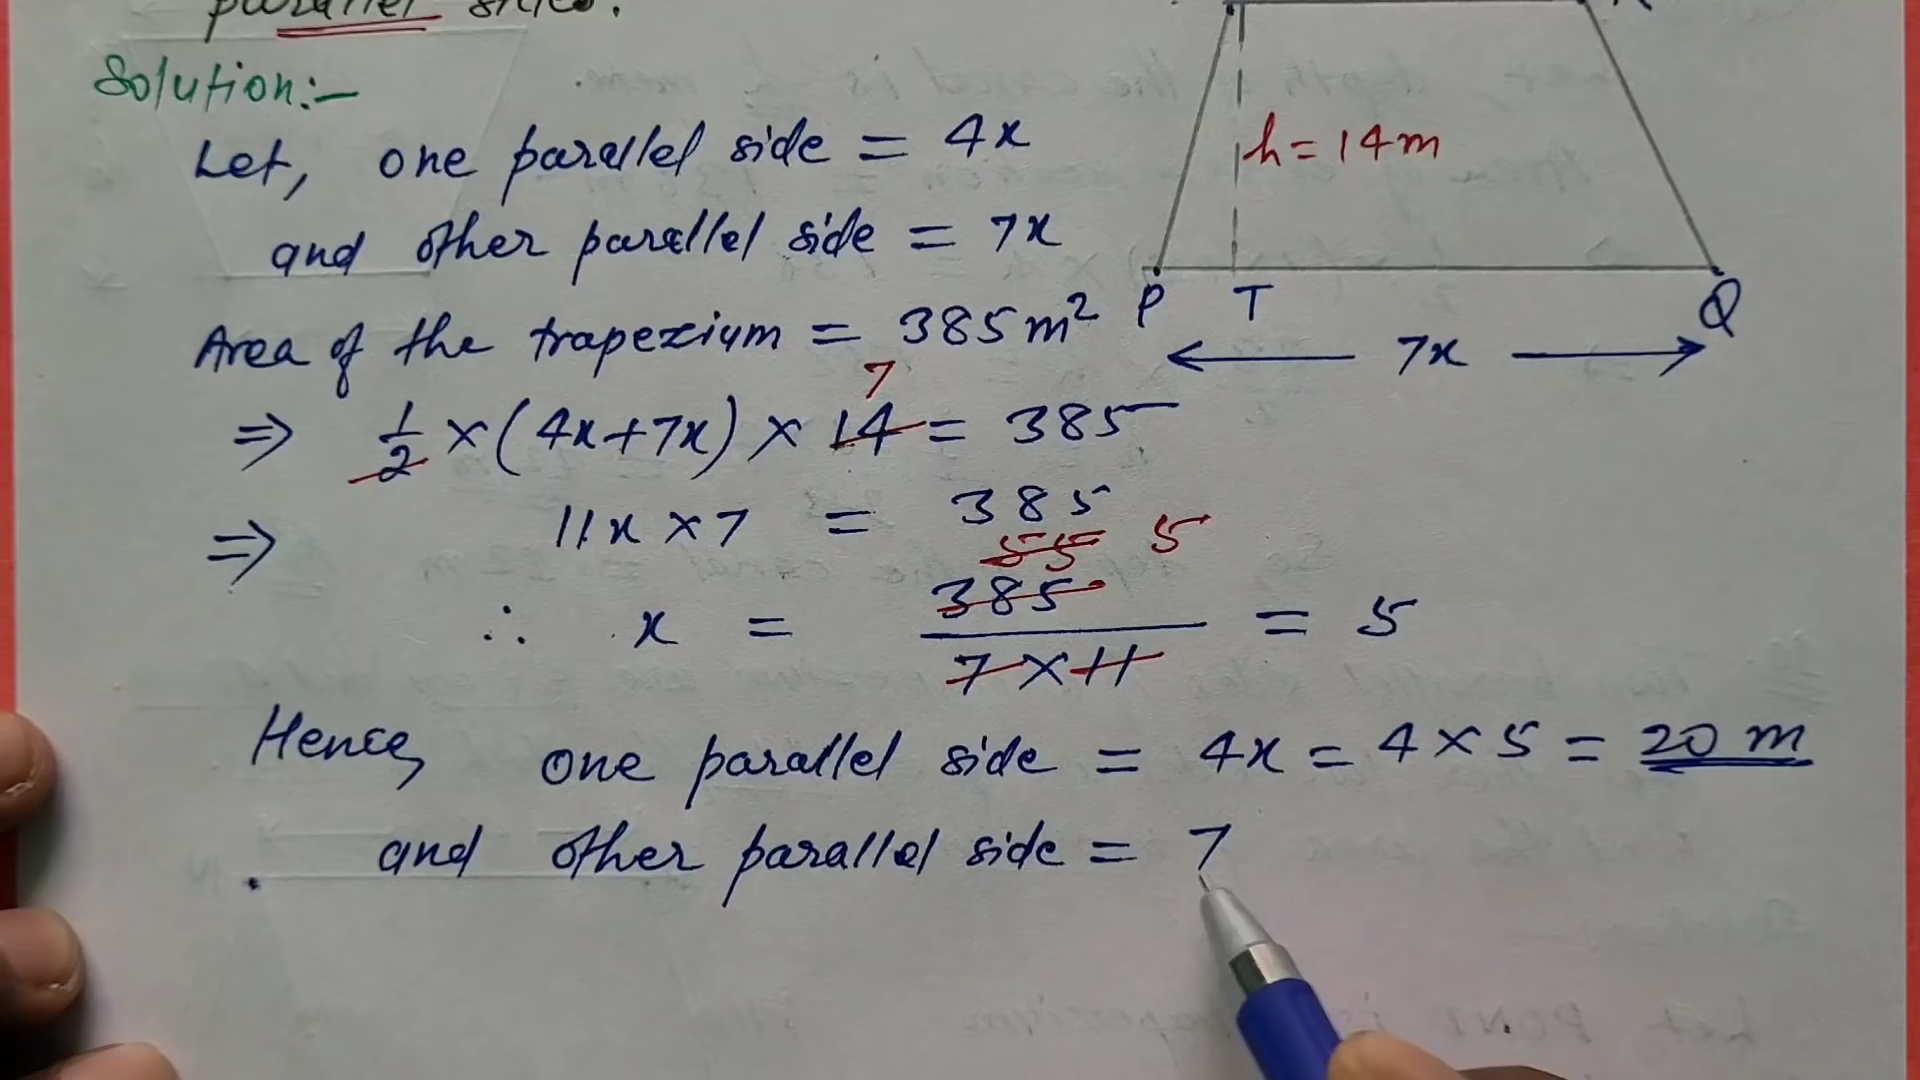 parallel sides.
Solution:-
Let, one parallel side = 4x
and other parallel side = 7x
Area of the trapezium = 385 m²
7
⇒ 1/2 × (4x+7x) × 14 = 385
⇒ 11x × 7 = 385
55 5
∴ x = 385/(7×11) = 5
Hence, one parallel side = 4x = 4 × 5 = 20 m
and other parallel side = 7
h = 14m
P T Q
7x